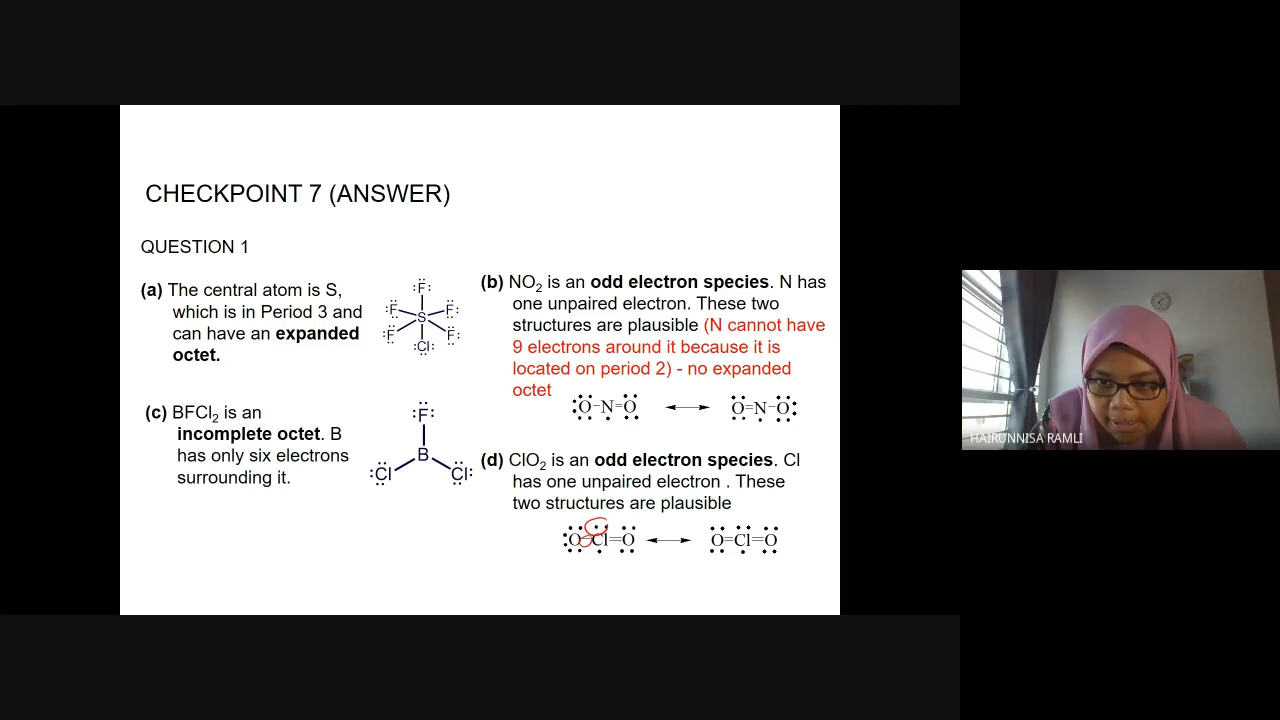 CHECKPOINT 7 (ANSWER)
QUESTION 1
(a) The central atom is S,
which is in Period 3 and
can have an expanded
octet.
F
F
F
S
F
F
Cl
(c) BFCl₂ is an
incomplete octet. B
has only six electrons
surrounding it.
F
B
Cl
Cl
(b) NO₂ is an odd electron species. N has
one unpaired electron. These two
structures are plausible (N cannot have
9 electrons around it because it is
located on period 2) - no expanded
octet
O-N=O
O=N-O
(d) ClO₂ is an odd electron species. Cl
has one unpaired electron . These
two structures are plausible
O-Cl=O
O=Cl=O
HAIRUNNISA RAMLI